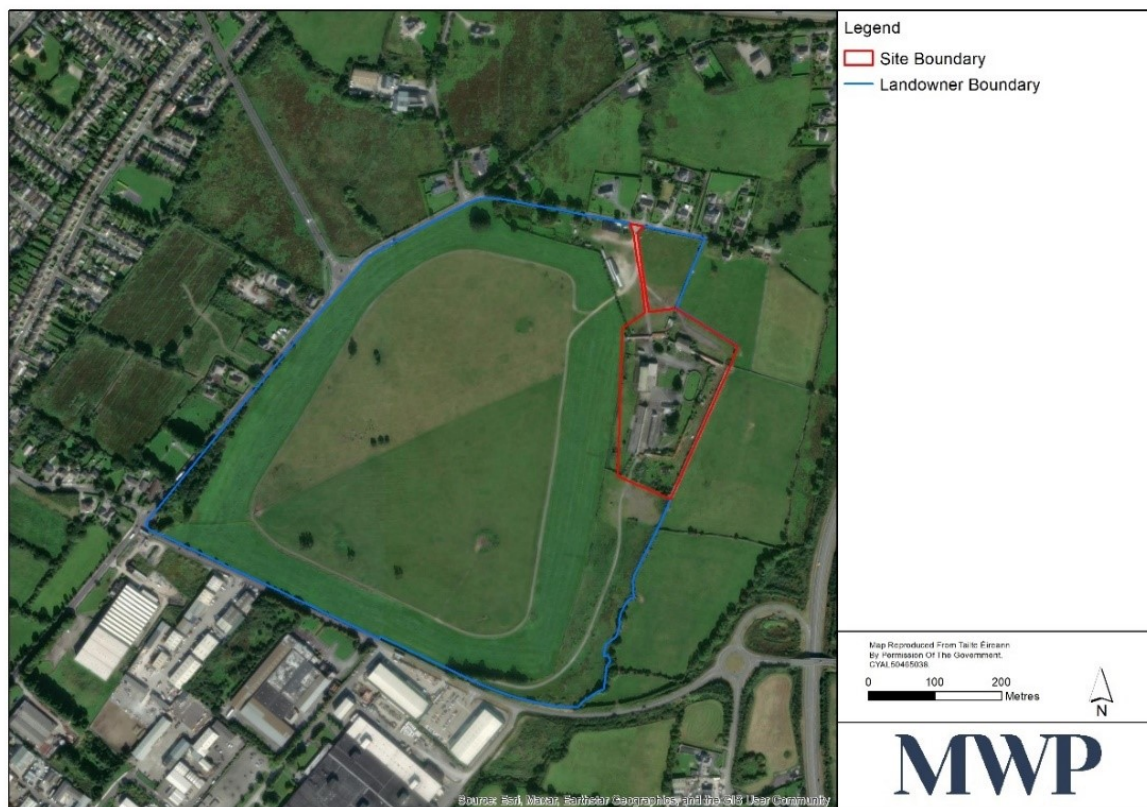 Legend
Site Boundary
Landowner Boundary
Map Reproduced From Tailte Éireann
By Permission Of The Government.
CYAL50465038.
0 100 200
Metres
N
MWP
Source: Esri, Maxar, Earthstar Geographics, and the GIS User Community